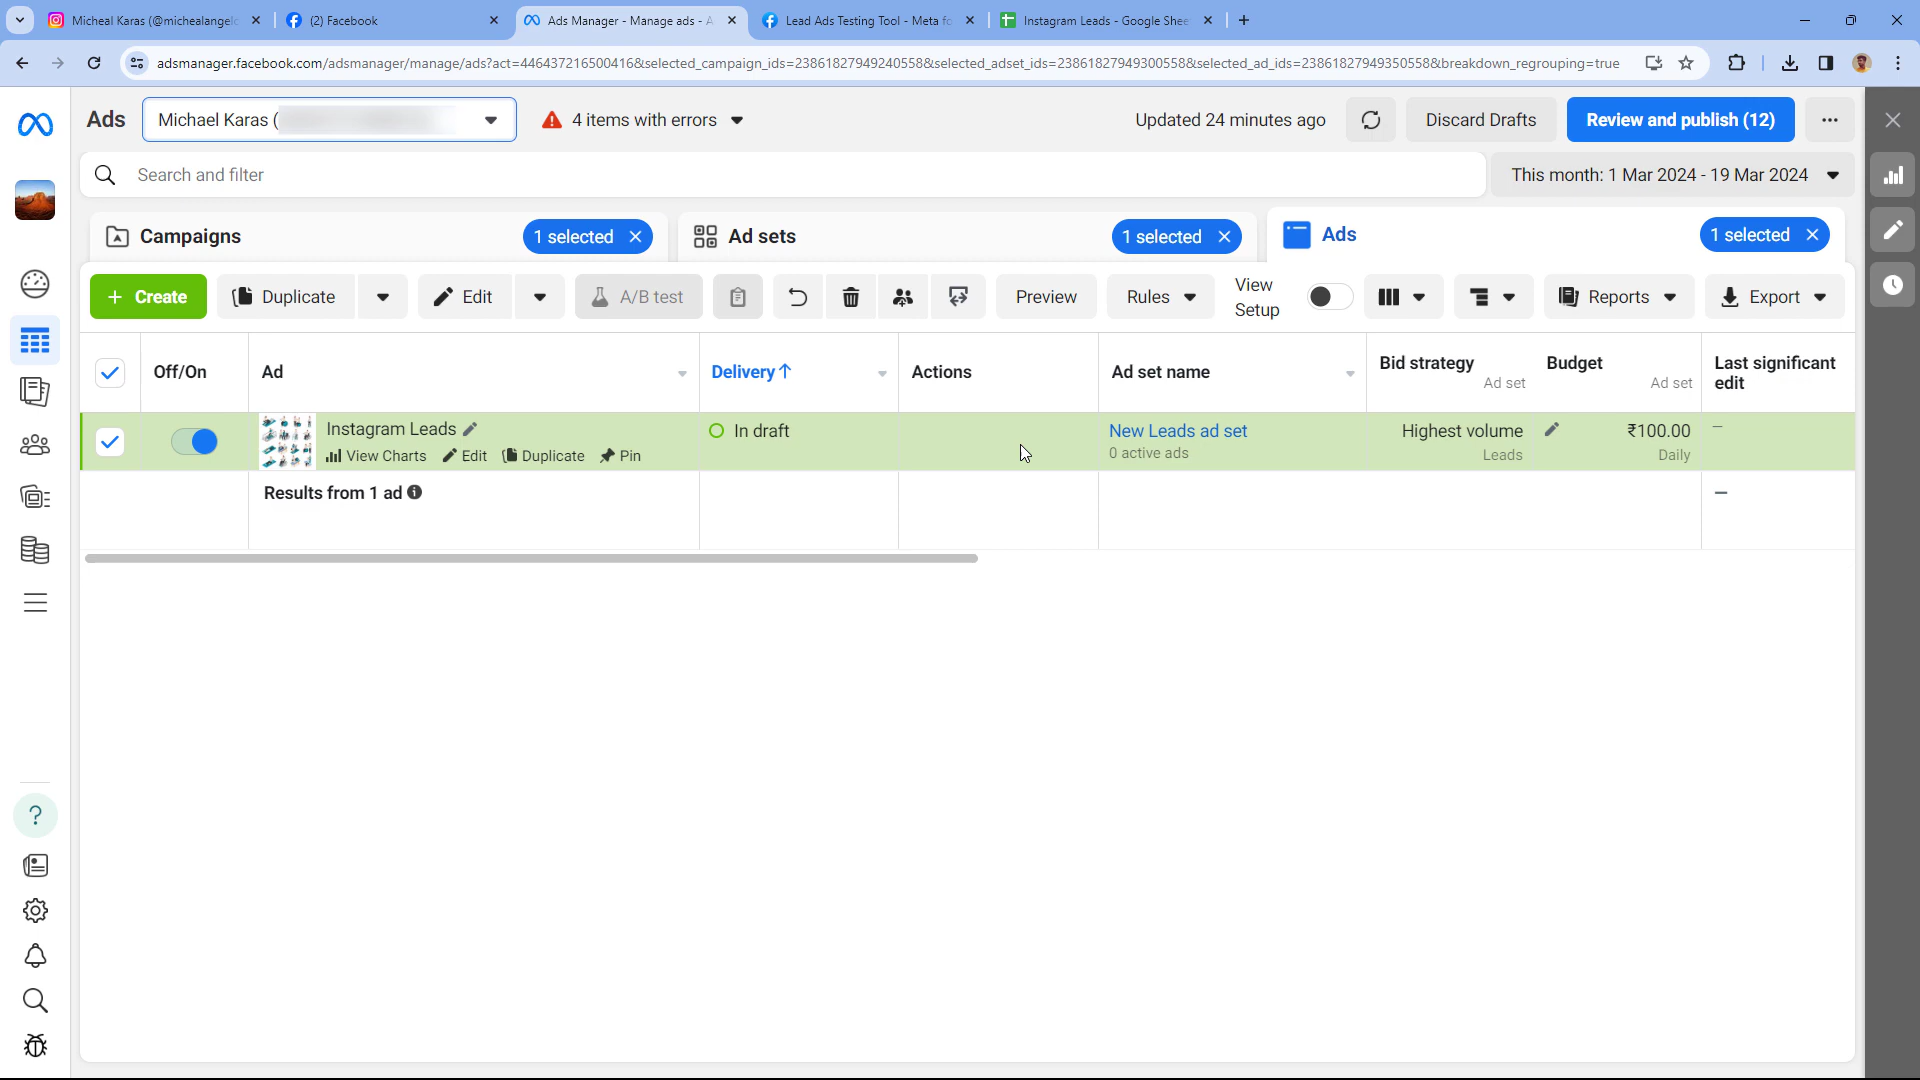 Micheal Karas (@michealangelo
(2) Facebook
Ads Manager - Manage ads - A
Lead Ads Testing Tool - Meta fo
Instagram Leads - Google Shee
adsmanager.facebook.com/adsmanager/manage/ads?act=446437216500416&selected_campaign_ids=23861827949240558&selected_adset_ids=23861827949300558&selected_ad_ids=23861827949350558&breakdown_regrouping=true
Ads
Michael Karas (
4 items with errors
Updated 24 minutes ago
Discard Drafts
Review and publish (12)
Search and filter
This month: 1 Mar 2024 - 19 Mar 2024
Campaigns
1 selected
Ad sets
1 selected
Ads
1 selected
+ Create
Duplicate
Edit
A/B test
Preview
Rules
View Setup
Reports
Export
Off/On
Ad
Delivery ↑
Actions
Ad set name
Bid strategy
Ad set
Budget
Ad set
Last significant edit
Instagram Leads
View Charts
Edit
Duplicate
Pin
In draft
New Leads ad set
0 active ads
Highest volume
Leads
₹100.00
Daily
—
Results from 1 ad
—